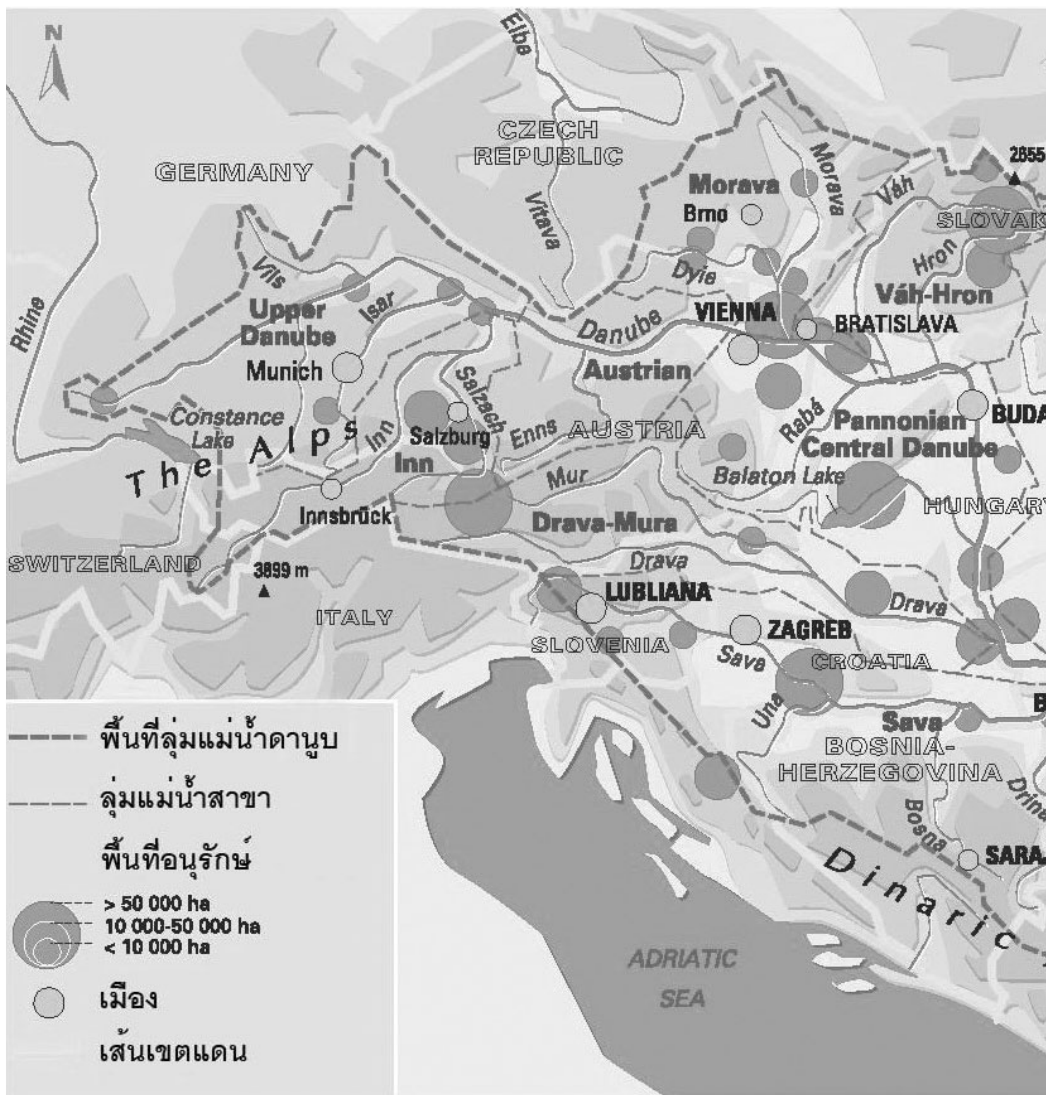 N
Elbe
CZECH
REPUBLIC
GERMANY
Morava
Morava
Brno
Váh
2655
SLOVAK
Vltava
Rhine
Vils
Dyje
Hron
Upper
Danube
Isar
Váh-Hron
Danube
VIENNA
BRATISLAVA
Munich
Austrian
Constance
Lake
The Alps
Inn
Salzach
Salzburg
Enns
AUSTRIA
Rabá
Pannonian
Central Danube
BUDA
Inn
Mur
Balaton Lake
Innsbrück
HUNGARY
Drava-Mura
SWITZERLAND
3899 m
Drava
ITALY
LUBLIANA
Drava
ZAGREB
SLOVENIA
Sava
CROATIA
Una
Sava
B
BOSNIA-
HERZEGOVINA
Drina
Bosna
SARAJ
Dinaric
ADRIATIC
SEA
พื้นที่ลุ่มแม่น้ำดานูบ
ลุ่มแม่น้ำสาขา
พื้นที่อนุรักษ์
> 50 000 ha
10 000-50 000 ha
< 10 000 ha
เมือง
เส้นเขตแดน